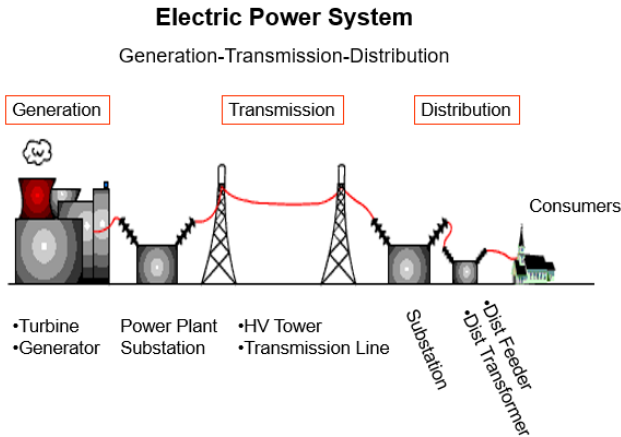 Electric Power System
Generation-Transmission-Distribution
Generation
Transmission
Distribution
Consumers
•Turbine
•Generator
Power Plant
Substation
•HV Tower
•Transmission Line
Substation
•Dist Feeder
•Dist Transformer